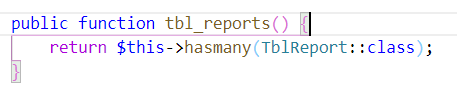 public function tbl_reports() {
return $this->hasmany(TblReport::class);
}